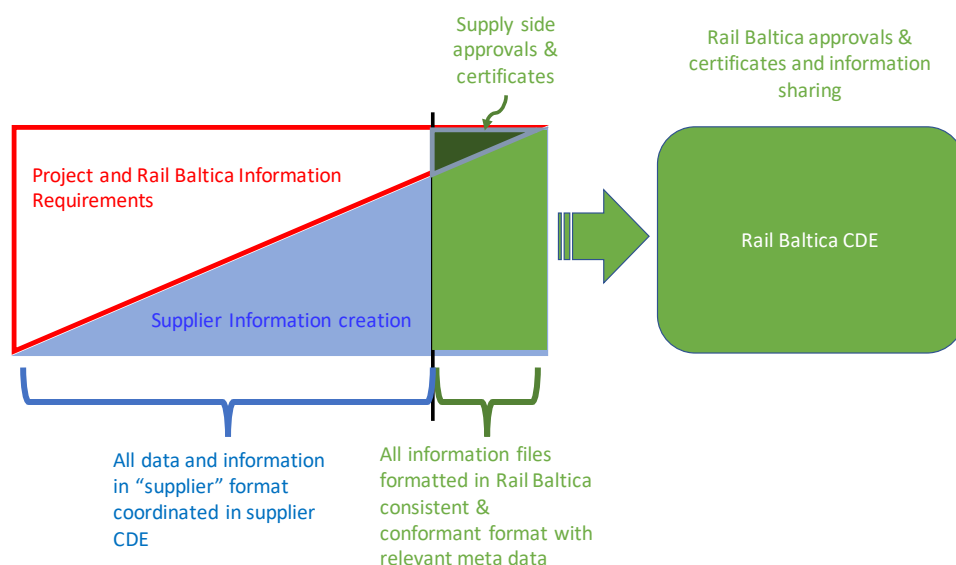 Supply side
approvals &
certificates
Rail Baltica approvals &
certificates and information
sharing
Project and Rail Baltica Information
Requirements
Rail Baltica CDE
Supplier Information creation
All data and information
in “supplier” format
coordinated in supplier
CDE
All information files
formatted in Rail Baltica
consistent &
conformant format with
relevant meta data